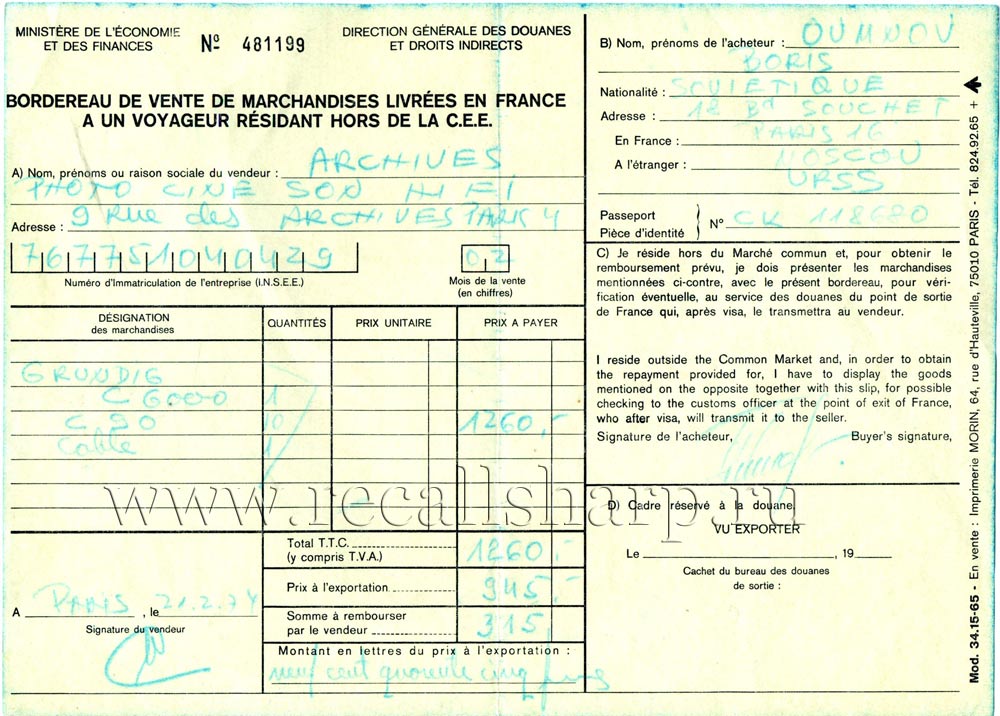 MINISTÈRE DE L'ÉCONOMIE
ET DES FINANCES
Nº 481199
DIRECTION GÉNÉRALE DES DOUANES
ET DROITS INDIRECTS
BORDEREAU DE VENTE DE MARCHANDISES LIVRÉES EN FRANCE
A UN VOYAGEUR RÉSIDANT HORS DE LA C.E.E.
A) Nom, prénoms ou raison sociale du vendeur : ARCHIVES
PHOTO CINE SON HI FI
Adresse : 9 Rue des ARCHIVES PARIS 4
76775104042 9
Numéro d'Immatriculation de l'entreprise (I.N.S.E.E.)
02
Mois de la vente
(en chiffres)
DÉSIGNATION
des marchandises
QUANTITÉS
PRIX UNITAIRE
PRIX A PAYER
GRUNDIG
C 6000 1
C 90 10 1260,-
Cable 1
Total T.T.C.
(y compris T.V.A.) 1260,-
Prix à l'exportation 945,-
Somme à rembourser
par le vendeur 315,
Montant en lettres du prix à l'exportation :
neuf cent quarente cinq frcs
A PARIS, le 21.2.74
Signature du vendeur
B) Nom, prénoms de l'acheteur : OUMNOV
BORIS
Nationalité : SOVIETIQUE
Adresse : 18 Bd SOUCHET
En France : PARIS 16
A l'étranger : MOSCOU
URSS
Passeport
Pièce d'identité
Nº CK 118680
C) Je réside hors du Marché commun et, pour obtenir le
remboursement prévu, je dois présenter les marchandises
mentionnées ci-contre, avec le présent bordereau, pour véri-
fication éventuelle, au service des douanes du point de sortie
de France qui, après visa, le transmettra au vendeur.
I reside outside the Common Market and, in order to obtain
the repayment provided for, I have to display the goods
mentioned on the opposite together with this slip, for possible
checking to the customs officer at the point of exit of France,
who after visa, will transmit it to the seller.
Signature de l'acheteur, Buyer's signature,
D) Cadre réservé à la douane
VU EXPORTER
Le , 19
Cachet du bureau des douanes
de sortie :
Mod. 34.15-65 - En vente : Imprimerie MORIN, 64, rue d'Hauteville, 75010 PARIS - Tél. 824.92.65 +
www.recallsharp.ru